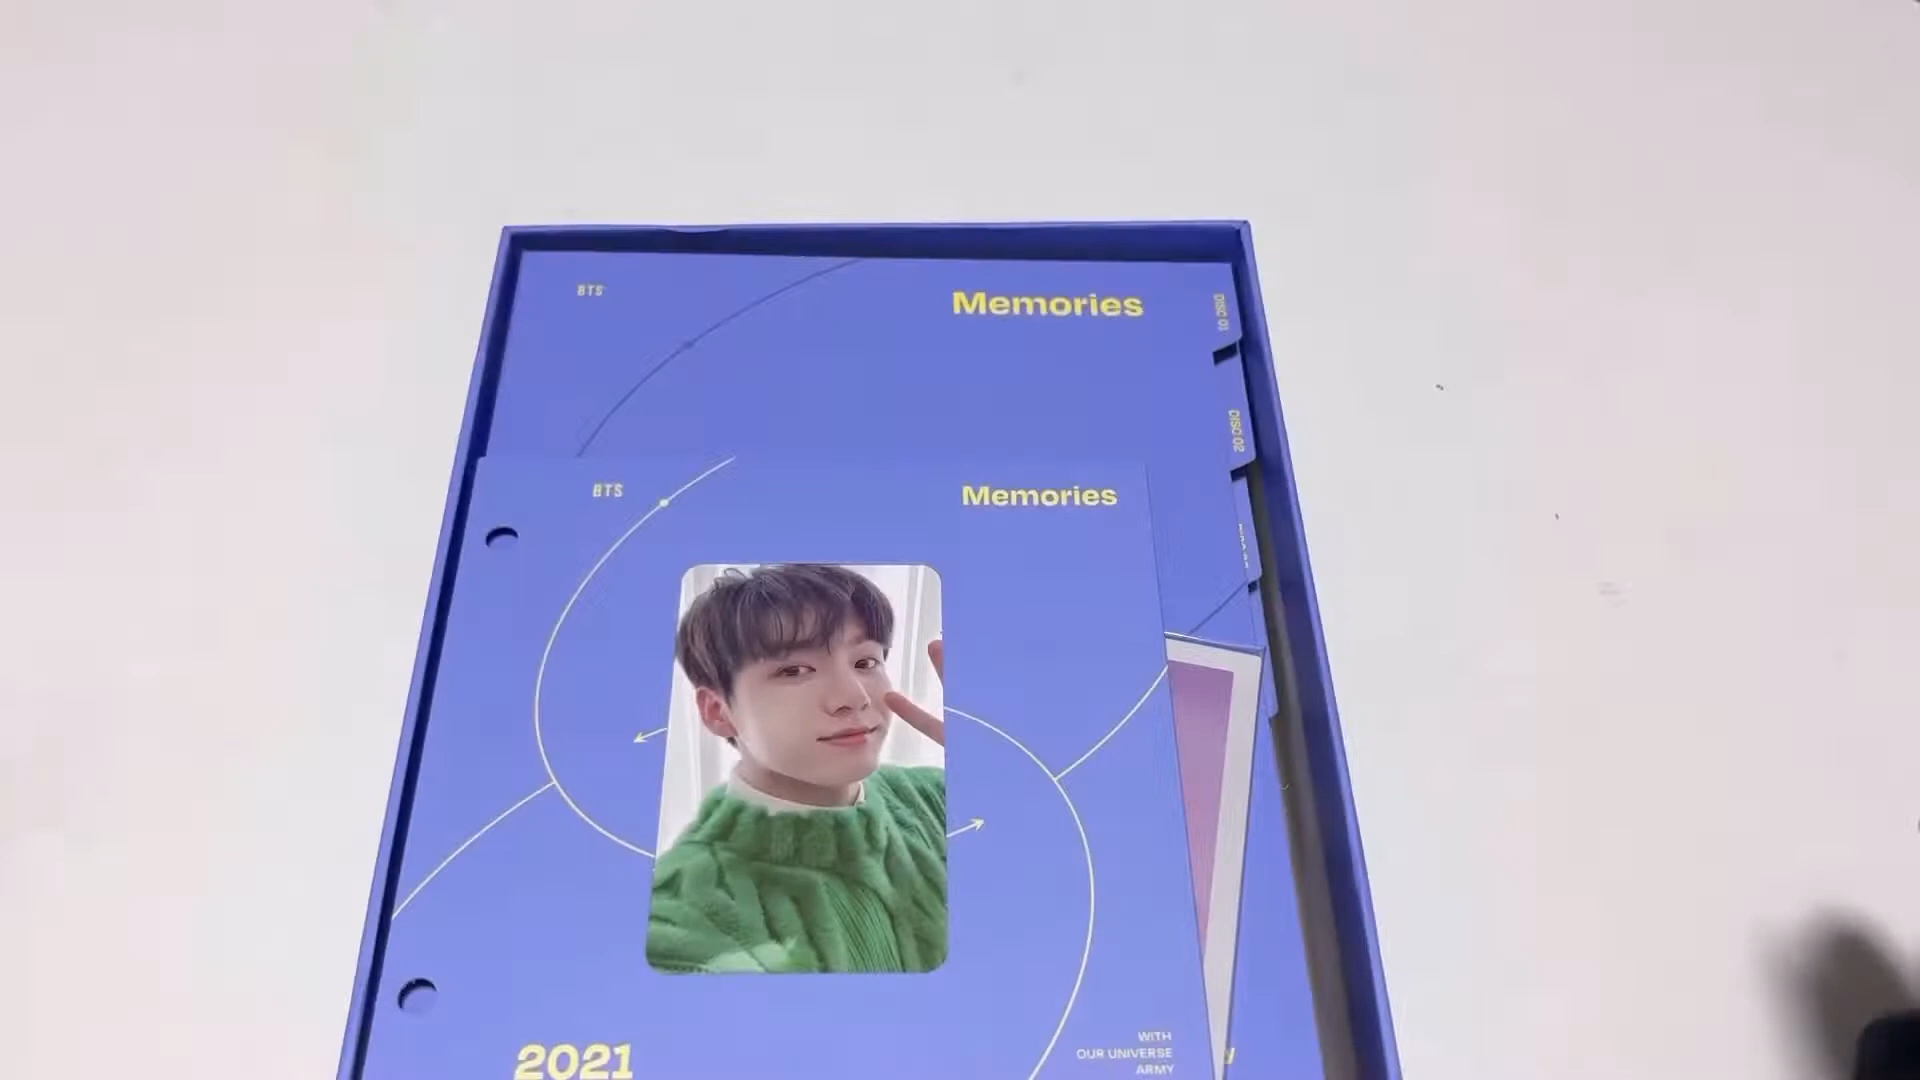 BTS
Memories
DISC 01
DISC 02
BTS
Memories
2021
WITH
OUR UNIVERSE
ARMY